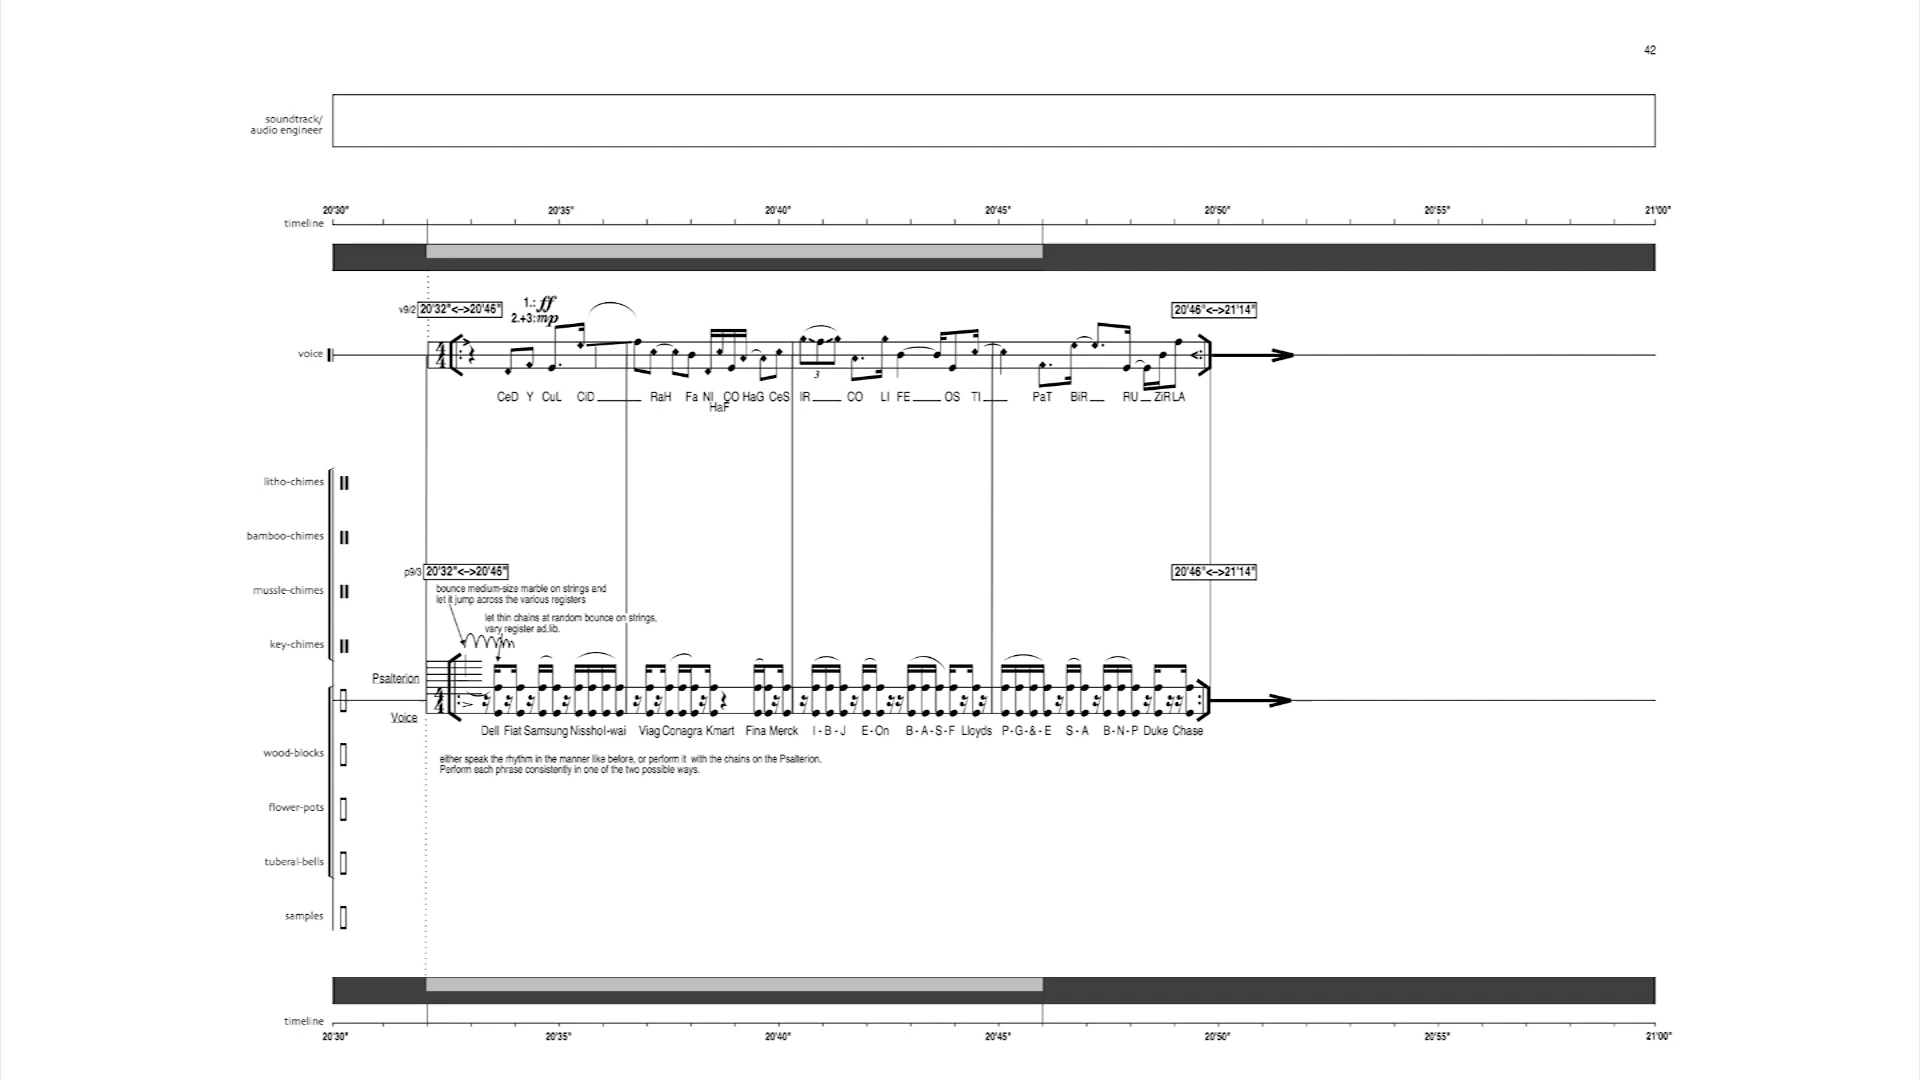 42
soundtrack/
audio engineer
20'30" 20'35" 20'40" 20'45" 20'50" 20'55" 21'00"
timeline
v9/2 20'32"<->20'46" 1.: ff 20'46"<->21'14"
2.+3: mp
voice 4/4
3
CeD Y CuL CiD RaH Fa NI CO HaG CeS IR CO LI FE OS TI PaT BiR RU ZiR LA
HaF
litho-chimes
bamboo-chimes
p9/3 20'32"<->20'46" 20'46"<->21'14"
mussle-chimes
bounce medium-size marble on strings and
let it jump across the various registers
let thin chains at random bounce on strings,
vary register ad.lib.
key-chimes
Psalterion
4/4
Voice
Dell Fiat Samsung Nisshol-wai Viag Conagra Kmart Fina Merck I - B - J E - On B - A - S - F Lloyds P - G - & - E S - A B - N - P Duke Chase
wood-blocks
either speak the rhythm in the manner like before, or perform it with the chains on the Psalterion.
Perform each phrase consistently in one of the two possible ways.
flower-pots
tuberal-bells
samples
timeline
20'30" 20'35" 20'40" 20'45" 20'50" 20'55" 21'00"